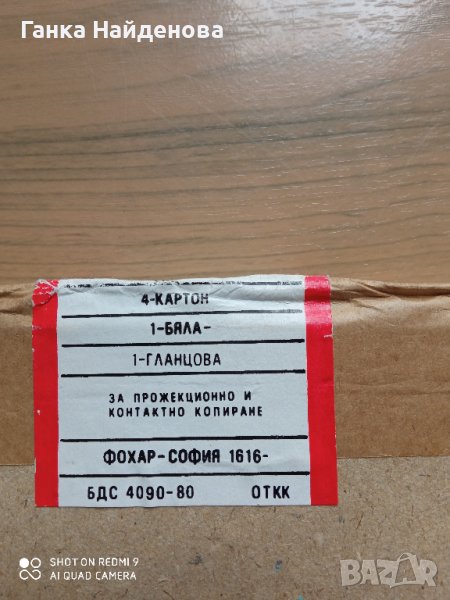 Ганка Найденова
4-КАРТОН
1-БЯЛА-
1-ГЛАНЦОВА
ЗА ПРОЖЕКЦИОННО И
КОНТАКТНО КОПИРАНЕ
ФОХАР-СОФИЯ 1616-
БДС 4090-80 ОТКК
SHOT ON REDMI 9
AI QUAD CAMERA
BAZAR